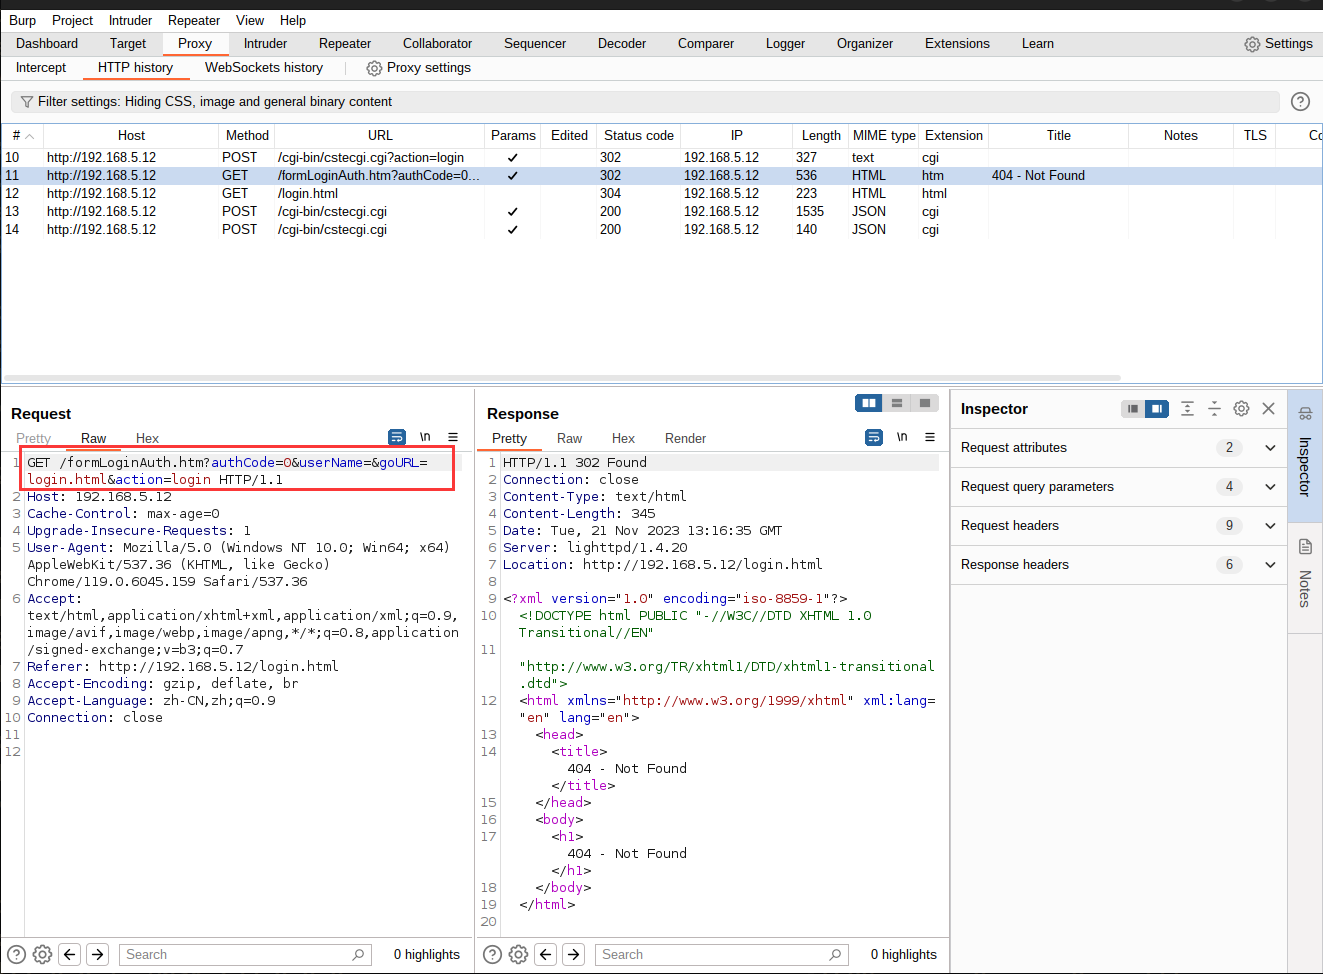 Burp Project Intruder Repeater View Help
Dashboard Target Proxy Intruder Repeater Collaborator Sequencer Decoder Comparer Logger Organizer Extensions Learn Settings
Intercept HTTP history WebSockets history Proxy settings
Filter settings: Hiding CSS, image and general binary content
# Host Method URL Params Edited Status code IP Length MIME type Extension Title Notes TLS Co
10 http://192.168.5.12 POST /cgi-bin/cstecgi.cgi?action=login ✓ 302 192.168.5.12 327 text cgi
11 http://192.168.5.12 GET /formLoginAuth.htm?authCode=0... ✓ 302 192.168.5.12 536 HTML htm 404 - Not Found
12 http://192.168.5.12 GET /login.html 304 192.168.5.12 223 HTML html
13 http://192.168.5.12 POST /cgi-bin/cstecgi.cgi ✓ 200 192.168.5.12 1535 JSON cgi
14 http://192.168.5.12 POST /cgi-bin/cstecgi.cgi ✓ 200 192.168.5.12 140 JSON cgi
Request
Pretty Raw Hex \n
1 GET /formLoginAuth.htm?authCode=0&userName=&goURL=
login.html&action=login HTTP/1.1
2 Host: 192.168.5.12
3 Cache-Control: max-age=0
4 Upgrade-Insecure-Requests: 1
5 User-Agent: Mozilla/5.0 (Windows NT 10.0; Win64; x64)
AppleWebKit/537.36 (KHTML, like Gecko)
Chrome/119.0.6045.159 Safari/537.36
6 Accept:
text/html,application/xhtml+xml,application/xml;q=0.9,
image/avif,image/webp,image/apng,*/*;q=0.8,application
/signed-exchange;v=b3;q=0.7
7 Referer: http://192.168.5.12/login.html
8 Accept-Encoding: gzip, deflate, br
9 Accept-Language: zh-CN,zh;q=0.9
10 Connection: close
11
12
Search 0 highlights
Response
Pretty Raw Hex Render \n
1 HTTP/1.1 302 Found
2 Connection: close
3 Content-Type: text/html
4 Content-Length: 345
5 Date: Tue, 21 Nov 2023 13:16:35 GMT
6 Server: lighttpd/1.4.20
7 Location: http://192.168.5.12/login.html
8
9 <?xml version="1.0" encoding="iso-8859-1"?>
10 <!DOCTYPE html PUBLIC "-//W3C//DTD XHTML 1.0
Transitional//EN"
11
"http://www.w3.org/TR/xhtml1/DTD/xhtml1-transitional
.dtd">
12 <html xmlns="http://www.w3.org/1999/xhtml" xml:lang=
"en" lang="en">
13 <head>
14 <title>
404 - Not Found
</title>
15 </head>
16 <body>
17 <h1>
404 - Not Found
</h1>
18 </body>
19 </html>
20
Search 0 highlights
Inspector
Request attributes 2
Request query parameters 4
Request headers 9
Response headers 6
Inspector
Notes